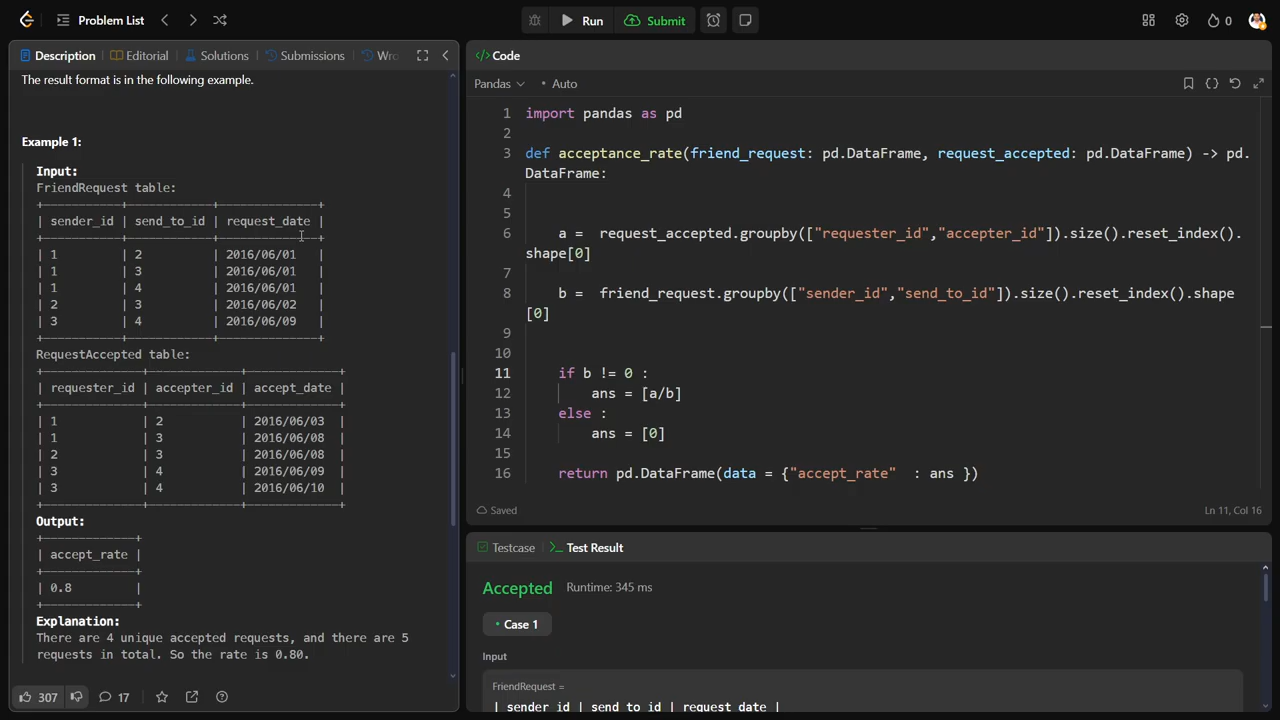 Problem List
Run
Submit
0
Description
Editorial
Solutions
Submissions
Wro
Code
The result format is in the following example.
Example 1:
Input:
FriendRequest table:
+-----------+------------+--------------+
| sender_id | send_to_id | request_date |
+-----------+------------+--------------+
| 1         | 2          | 2016/06/01   |
| 1         | 3          | 2016/06/01   |
| 1         | 4          | 2016/06/01   |
| 2         | 3          | 2016/06/02   |
| 3         | 4          | 2016/06/09   |
+-----------+------------+--------------+
RequestAccepted table:
+--------------+-------------+-------------+
| requester_id | accepter_id | accept_date |
+--------------+-------------+-------------+
| 1            | 2           | 2016/06/03  |
| 1            | 3           | 2016/06/08  |
| 2            | 3           | 2016/06/08  |
| 3            | 4           | 2016/06/09  |
| 3            | 4           | 2016/06/10  |
+--------------+-------------+-------------+
Output:
+-------------+
| accept_rate |
+-------------+
| 0.8         |
+-------------+
Explanation:
There are 4 unique accepted requests, and there are 5
requests in total. So the rate is 0.80.
307
17
Pandas
Auto
1 import pandas as pd
2
3 def acceptance_rate(friend_request: pd.DataFrame, request_accepted: pd.DataFrame) -> pd.
DataFrame:
4
5
6 a =  request_accepted.groupby(["requester_id","accepter_id"]).size().reset_index().
shape[0]
7
8 b =  friend_request.groupby(["sender_id","send_to_id"]).size().reset_index().shape
[0]
9
10
11 if b != 0 :
12 ans = [a/b]
13 else :
14 ans = [0]
15
16 return pd.DataFrame(data = {"accept_rate"  : ans })
Saved
Ln 11, Col 16
Testcase
Test Result
Accepted
Runtime: 345 ms
Case 1
Input
FriendRequest =
| sender_id | send_to_id | request_date |